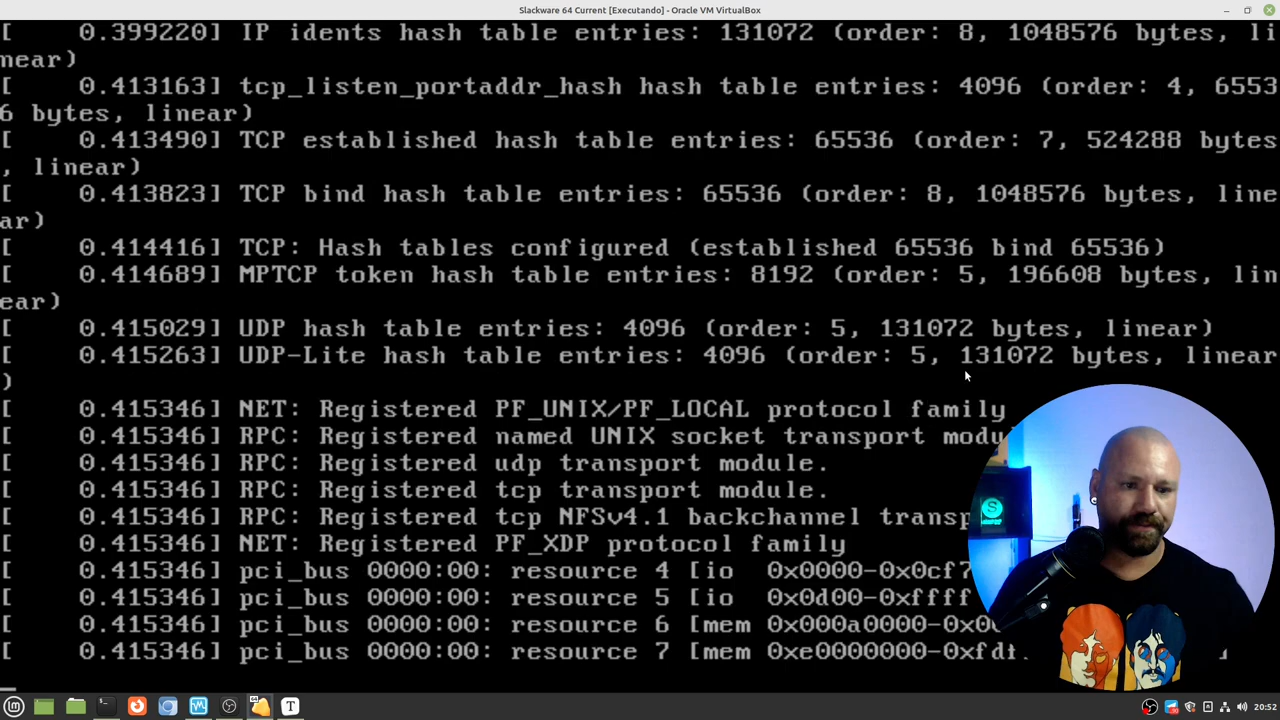 Slackware 64 Current [Executando] - Oracle VM VirtualBox
[    0.399220] IP idents hash table entries: 131072 (order: 8, 1048576 bytes, li
near)
[    0.413163] tcp_listen_portaddr_hash hash table entries: 4096 (order: 4, 6553
6 bytes, linear)
[    0.413490] TCP established hash table entries: 65536 (order: 7, 524288 bytes
, linear)
[    0.413823] TCP bind hash table entries: 65536 (order: 8, 1048576 bytes, line
ar)
[    0.414416] TCP: Hash tables configured (established 65536 bind 65536)
[    0.414689] MPTCP token hash table entries: 8192 (order: 5, 196608 bytes, lin
ear)
[    0.415029] UDP hash table entries: 4096 (order: 5, 131072 bytes, linear)
[    0.415263] UDP-Lite hash table entries: 4096 (order: 5, 131072 bytes, linear
)
[    0.415346] NET: Registered PF_UNIX/PF_LOCAL protocol family
[    0.415346] RPC: Registered named UNIX socket transport
[    0.415346] RPC: Registered udp transport module.
[    0.415346] RPC: Registered tcp transport module.
[    0.415346] RPC: Registered tcp NFSv4.1 backchannel
[    0.415346] NET: Registered PF_XDP protocol family
[    0.415346] pci_bus 0000:00: resource 4 [io  0x0000-0x0cf7
[    0.415346] pci_bus 0000:00: resource 5 [io  0x0d00-0xffff
[    0.415346] pci_bus 0000:00: resource 6 [mem
[    0.415346] pci_bus 0000:00: resource 7 [mem
20:52